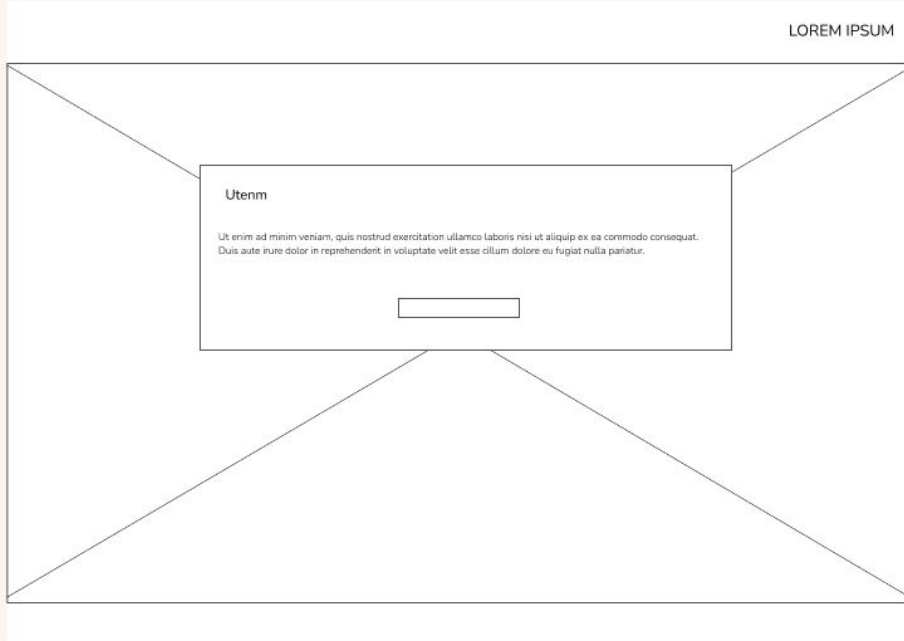 LOREM IPSUM
Utenm
Ut enim ad minim veniam, quis nostrud exercitation ullamco laboris nisi ut aliquip ex ea commodo consequat.
Duis aute irure dolor in reprehenderit in voluptate velit esse cillum dolore eu fugiat nulla pariatur.